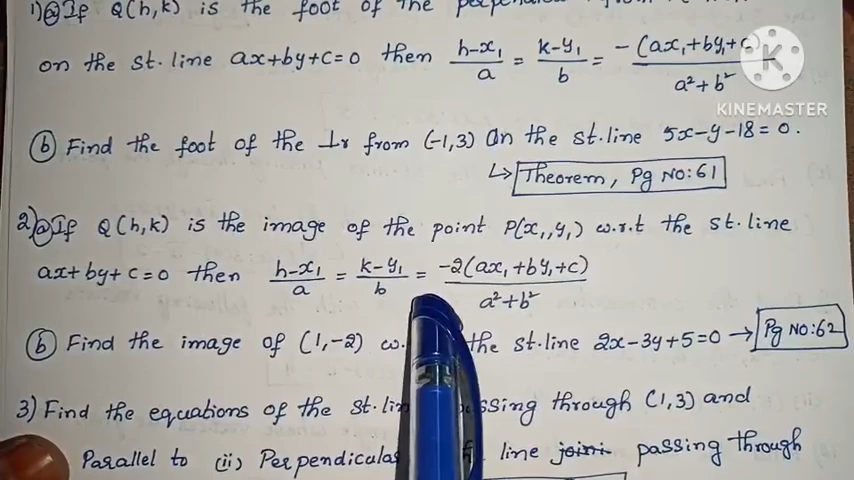 1) ⓐ If Q(h,k) is the foot of the
on the st.line ax+by+c=0 then (h-x₁)/a = (k-y₁)/b = -(ax₁+by₁+c)/(a²+b²)
KINEMASTER
ⓑ Find the foot of the ⊥r from (-1,3) on the st.line 5x-y-18=0.
↳ Theorem, Pg NO:61
2) ⓐ If Q(h,k) is the image of the point P(x₁,y₁) w.r.t the st.line
ax+by+c=0 then (h-x₁)/a = (k-y₁)/b = -2(ax₁+by₁+c)/(a²+b²)
ⓑ Find the image of (1,-2) the st.line 2x-3y+5=0 → Pg NO:62
3) Find the equations of the through (1,3) and
Parallel to (ii) line passing through